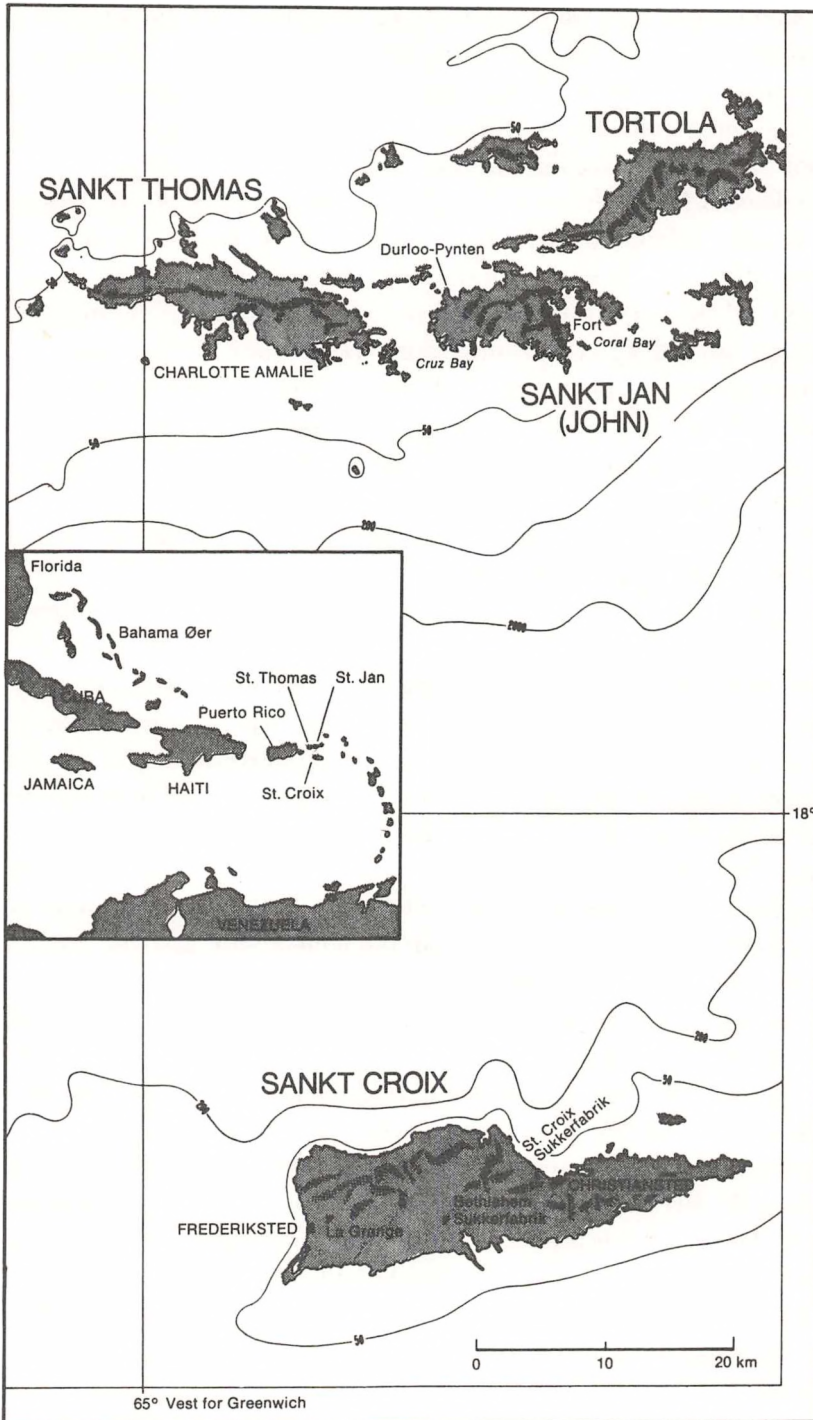 50
TORTOLA
SANKT THOMAS
Durloo-Pynten
50
Fort
Coral Bay
CHARLOTTE AMALIE
Cruz Bay
SANKT JAN
(JOHN)
50
50
200
2000
Florida
Bahama Øer
St. Thomas
St. Jan
CUBA
Puerto Rico
JAMAICA
HAITI
St. Croix
18°
VENEZUELA
200
SANKT CROIX
50
St. Croix
Sukkerfabrik
CHRISTIANSTED
Bethlehem
Sukkerfabrik
FREDERIKSTED
La Grange
50
0 10 20 km
65° Vest for Greenwich